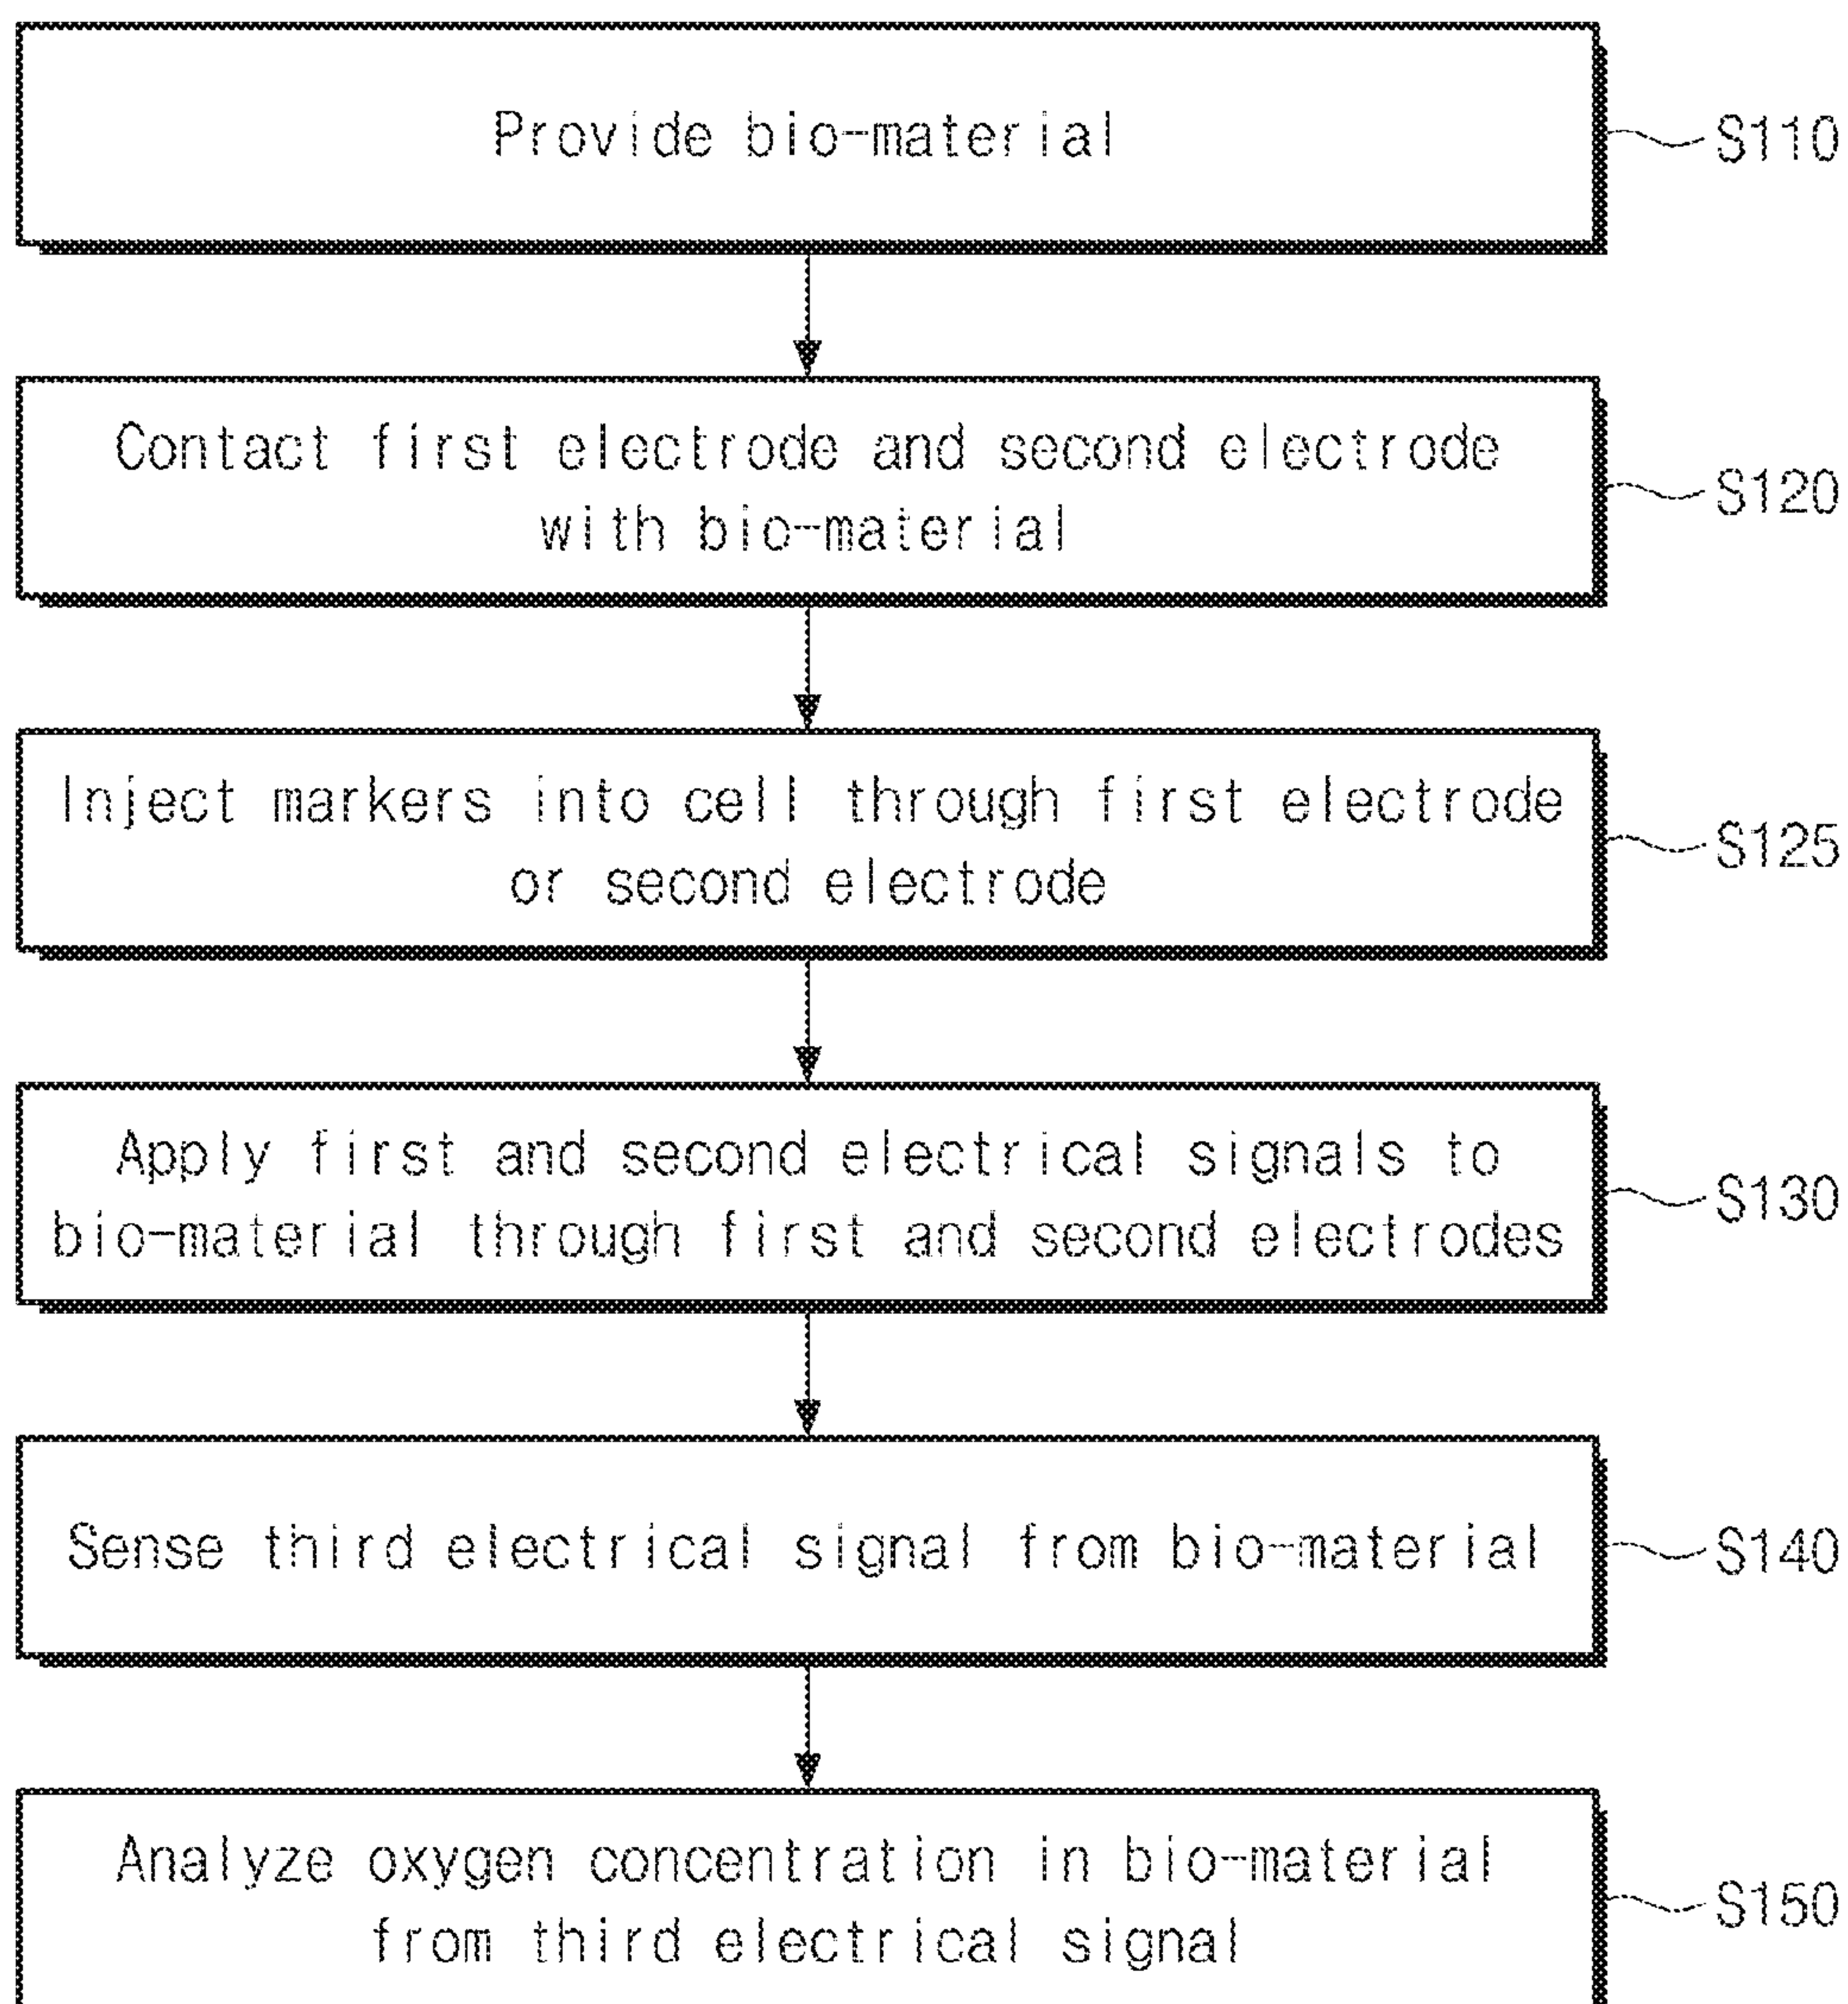 Provide bio-material
S110
Contact first electrode and second electrode
with bio-material
S120
Inject markers into cell through first electrode
or second electrode
S125
Apply first and second electrical signals to
bio-material through first and second electrodes
S130
Sense third electrical signal from bio-material
S140
Analyze oxygen concentration in bio-material
from third electrical signal
S150